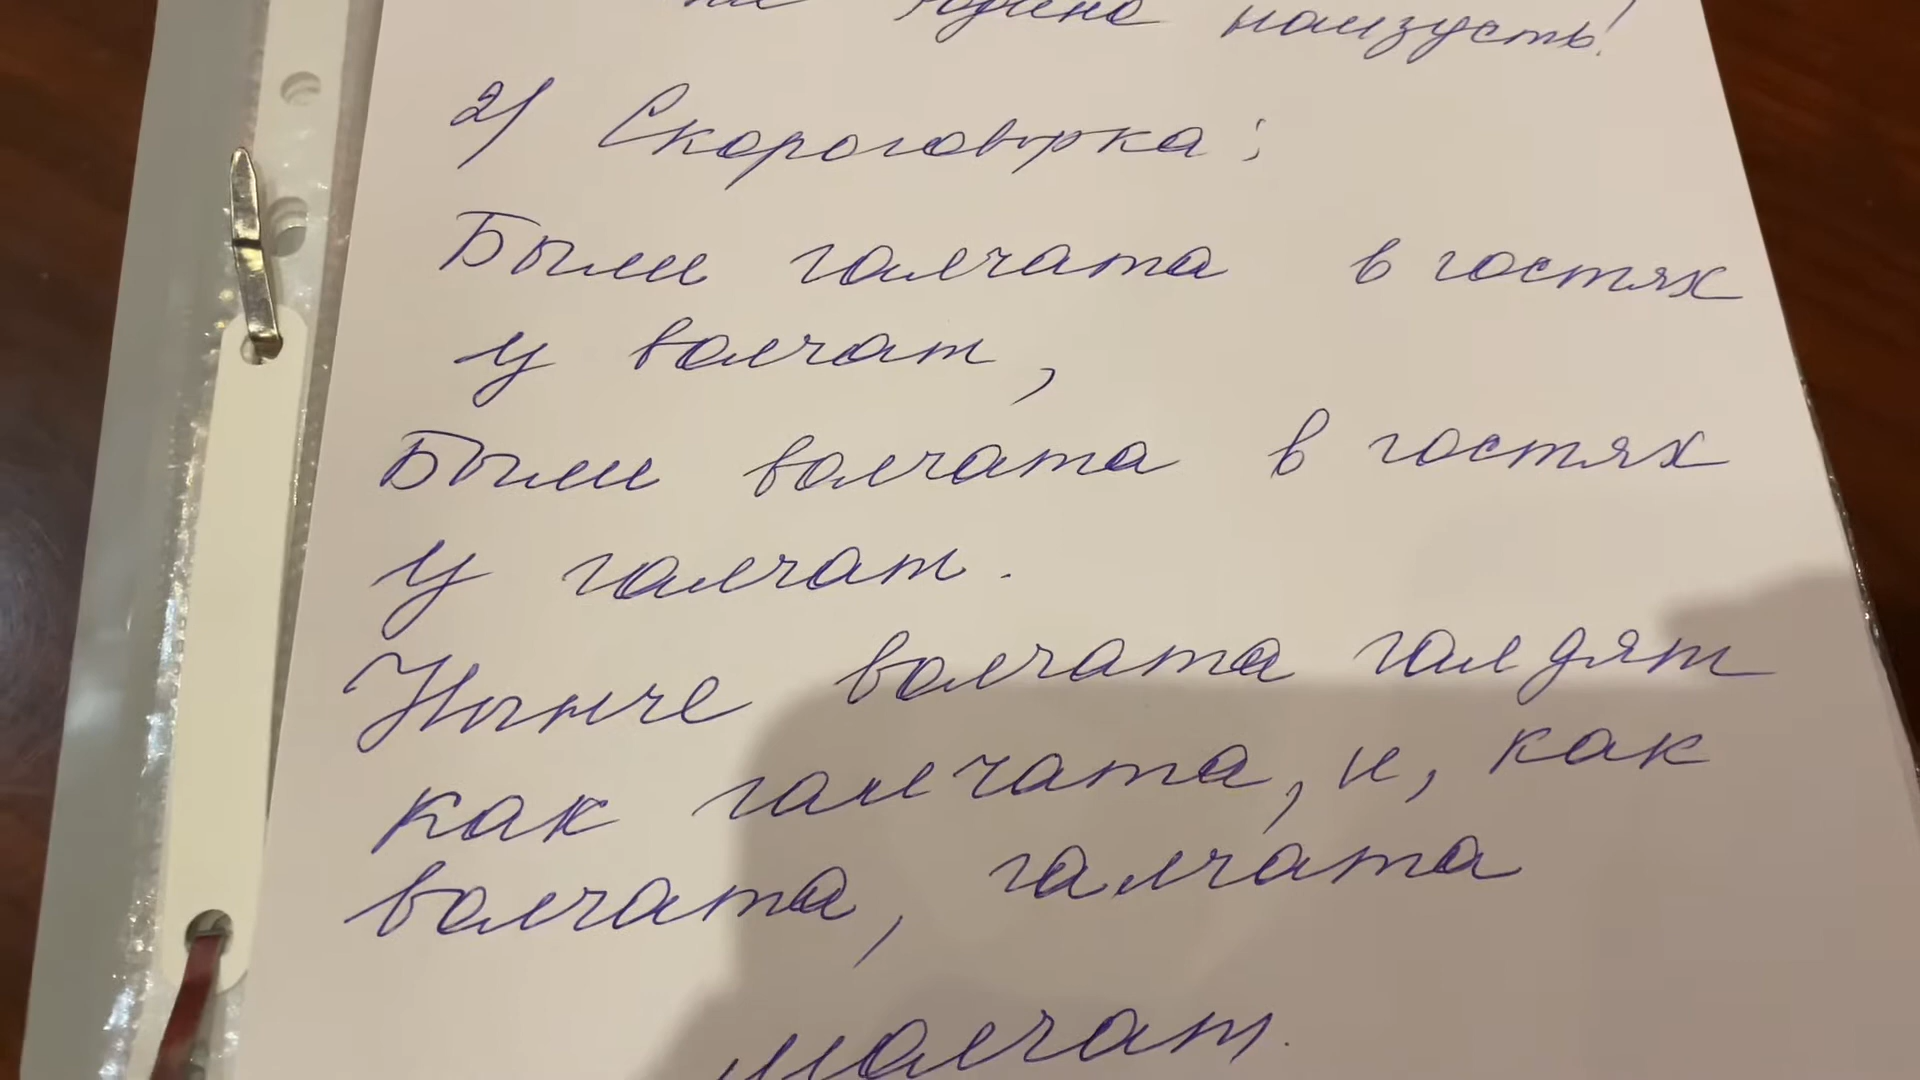 наизусть!
2) Скороговорка:
Были галчата в гостях
у волчат,
Были волчата в гостях
у галчат.
Нынче волчата галдят
как галчата, и, как
волчата, галчата
молчат.